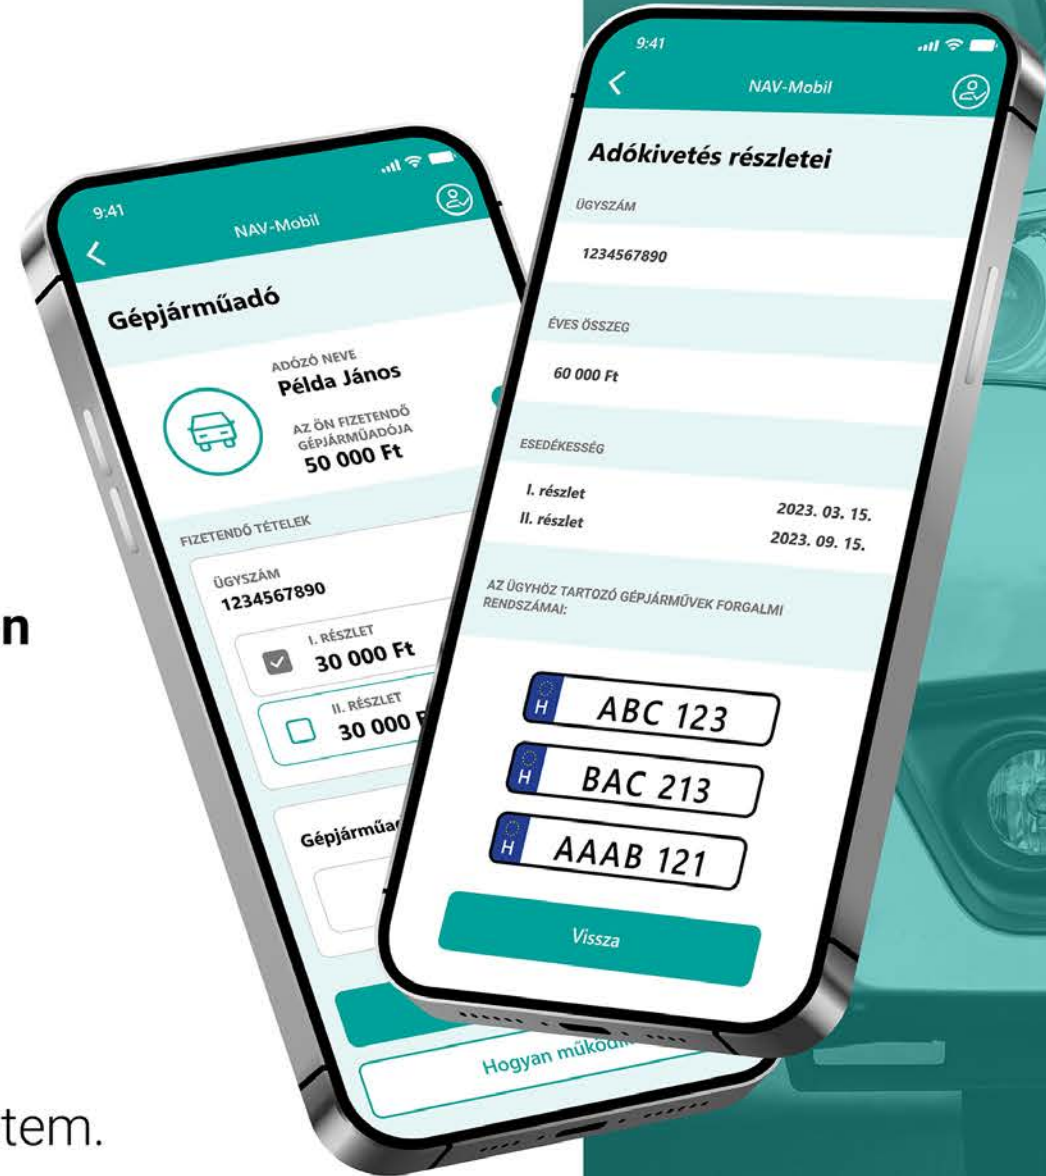 9:41
NAV-Mobil
Gépjárműadó
ADÓZÓ NEVE
Példa János
AZ ÖN FIZETENDŐ
GÉPJÁRMŰADÓJA
50 000 Ft
FIZETENDŐ TÉTELEK
ÜGYSZÁM
1234567890
I. RÉSZLET
30 000 Ft
II. RÉSZLET
30 000
Hogyan
9:41
NAV-Mobil
Adókivetés részletei
ÜGYSZÁM
1234567890
ÉVES ÖSSZEG
60 000 Ft
ESEDÉKESSÉG
I. részlet 2023. 03. 15.
II. részlet 2023. 09. 15.
AZ ÜGYHÖZ TARTOZÓ GÉPJÁRMŰVEK FORGALMI
RENDSZÁMAI:
H ABC 123
H BAC 213
H AAAB 121
Vissza
n
tem.